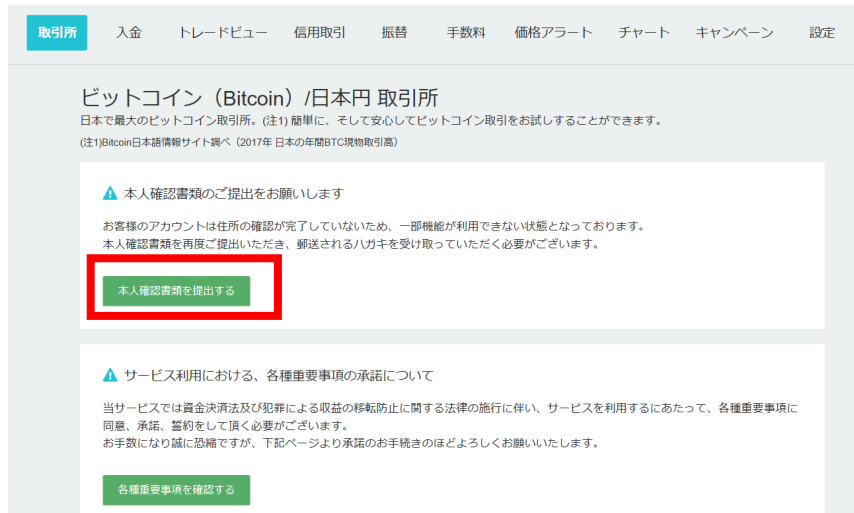 取引所 入金 トレードビュー 信用取引 振替 手数料 価格アラート チャート キャンペーン 設定
ビットコイン（Bitcoin）/日本円 取引所
日本で最大のビットコイン取引所。(注1) 簡単に、そして安心してビットコイン取引をお試しすることができます。
(注1)Bitcoin日本語情報サイト調べ（2017年 日本の年間BTC現物取引高）
本人確認書類のご提出をお願いします
お客様のアカウントは住所の確認が完了していないため、一部機能が利用できない状態となっております。
本人確認書類を再度ご提出いただき、郵送されるハガキを受け取っていただく必要がございます。
本人確認書類を提出する
サービス利用における、各種重要事項の承諾について
当サービスでは資金決済法及び犯罪による収益の移転防止に関する法律の施行に伴い、サービスを利用するにあたって、各種重要事項に
同意、承諾、誓約をして頂く必要がございます。
お手数になり誠に恐縮ですが、下記ページより承諾のお手続きのほどよろしくお願いいたします。
各種重要事項を確認する